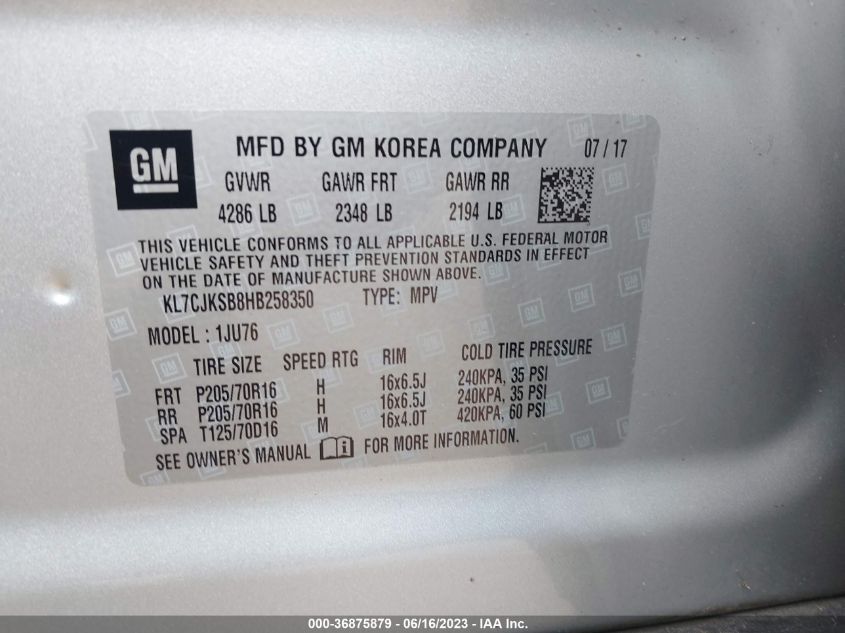 GM
MFD BY GM KOREA COMPANY 07/17
GVWR GAWR FRT GAWR RR
4286 LB 2348 LB 2194 LB
THIS VEHICLE CONFORMS TO ALL APPLICABLE U.S. FEDERAL MOTOR
VEHICLE SAFETY AND THEFT PREVENTION STANDARDS IN EFFECT
ON THE DATE OF MANUFACTURE SHOWN ABOVE.
KL7CJKSB8HB258350 TYPE: MPV
MODEL : 1JU76
TIRE SIZE SPEED RTG RIM COLD TIRE PRESSURE
FRT P205/70R16 H 16x6.5J 240KPA, 35 PSI
RR P205/70R16 H 16x6.5J 240KPA, 35 PSI
SPA T125/70D16 M 16x4.0T 420KPA, 60 PSI
SEE OWNER'S MANUAL FOR MORE INFORMATION.
000-36875879 - 06/16/2023 - IAA Inc.